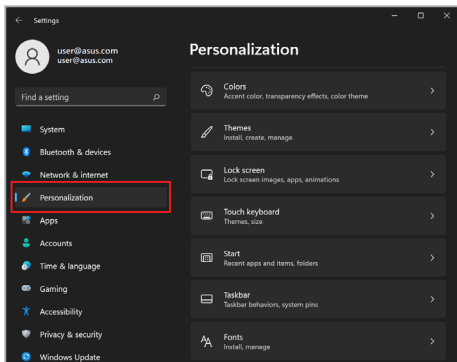 Settings
user@asus.com
user@asus.com
Find a setting
System
Bluetooth & devices
Network & internet
Personalization
Apps
Accounts
Time & language
Gaming
Accessibility
Privacy & security
Windows Update
Personalization
Colors
Accent color, transparency effects, color theme
Themes
Install, create, manage
Lock screen
Lock screen images, apps, animations
Touch keyboard
Themes, size
Start
Recent apps and items, folders
Taskbar
Taskbar behaviors, system pins
Fonts
Install, manage